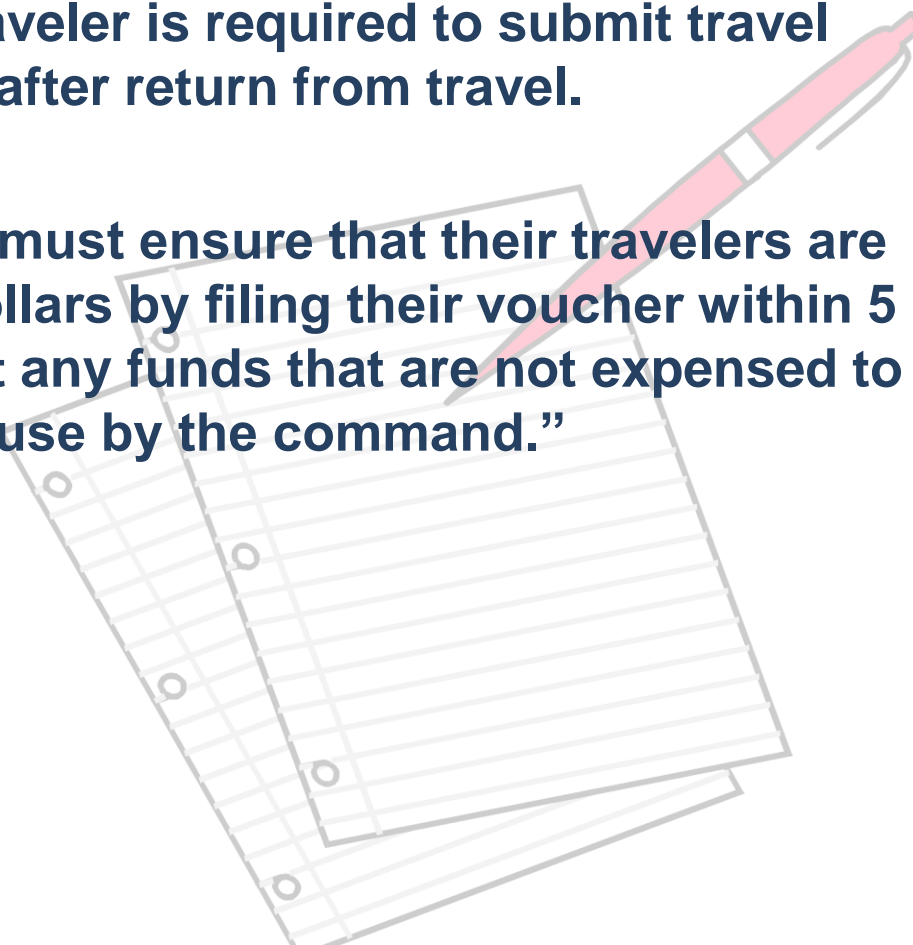 aveler is required to submit travel
after return from travel.
must ensure that their travelers are
ollars by filing their voucher within 5
t any funds that are not expensed to
use by the command.”